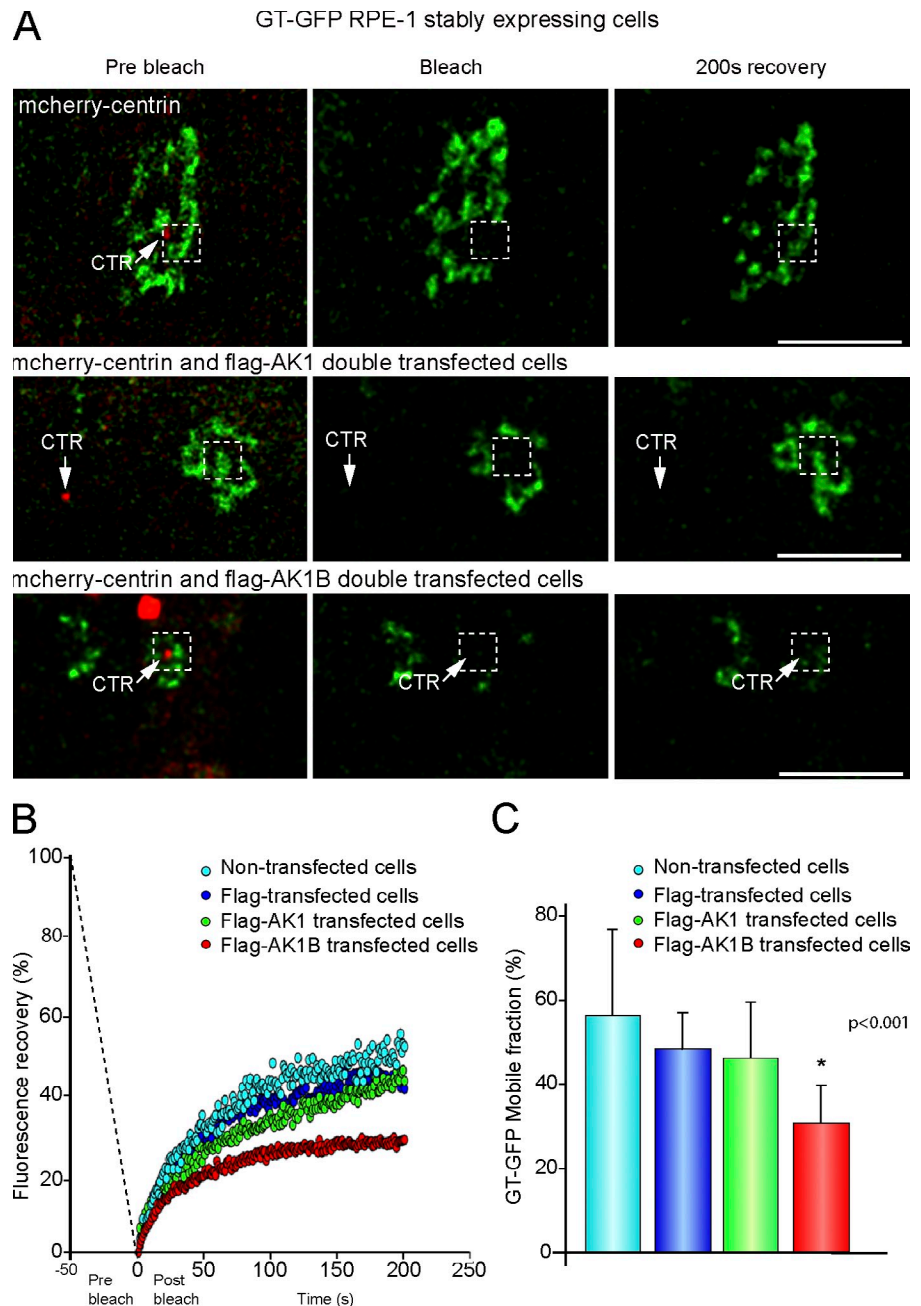 A
GT-GFP RPE-1 stably expressing cells
Pre bleach
Bleach
200s recovery
mcherry-centrin
CTR
mcherry-centrin and flag-AK1 double transfected cells
CTR
CTR
CTR
mcherry-centrin and flag-AK1B double transfected cells
CTR
CTR
CTR
B
Fluorescence recovery (%)
100
80
60
40
20
0
-50
0
50
100
150
200
250
Pre bleach
Post bleach
Time (s)
Non-transfected cells
Flag-transfected cells
Flag-AK1 transfected cells
Flag-AK1B transfected cells
C
Non-transfected cells
Flag-transfected cells
Flag-AK1 transfected cells
Flag-AK1B transfected cells
GT-GFP Mobile fraction (%)
80
60
40
20
0
p<0.001
*